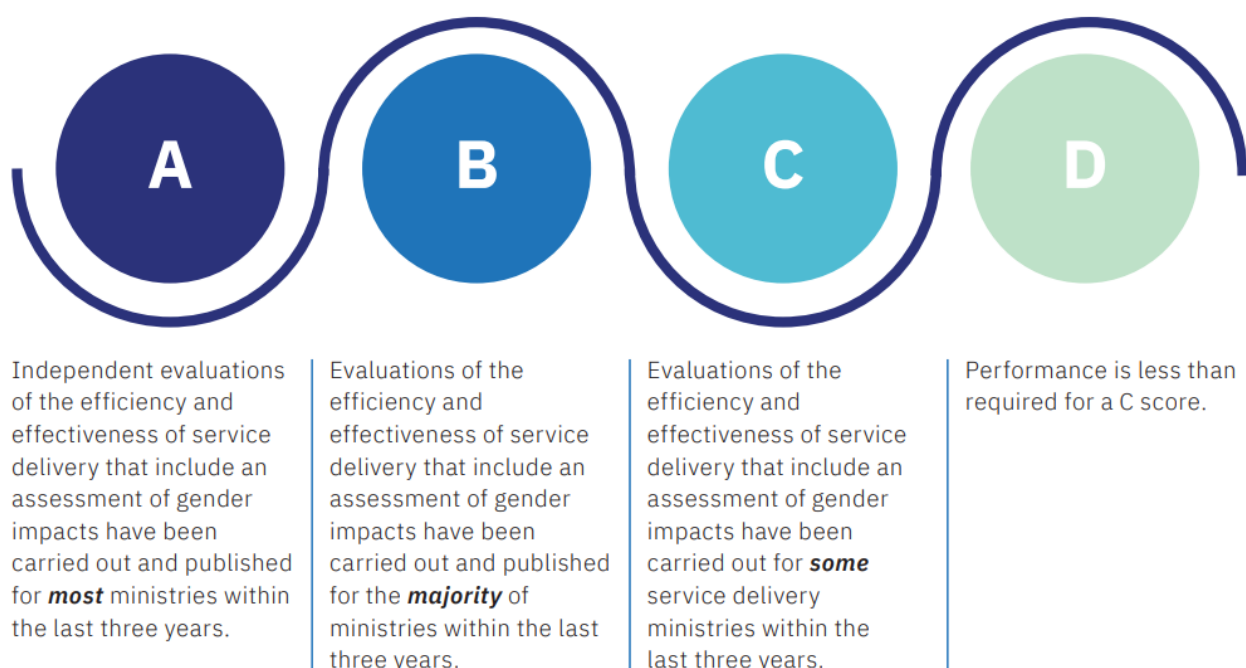 A
B
C
D
Independent evaluations
of the efficiency and
effectiveness of service
delivery that include an
assessment of gender
impacts have been
carried out and published
for most ministries within
the last three years.
Evaluations of the
efficiency and
effectiveness of service
delivery that include an
assessment of gender
impacts have been
carried out and published
for the majority of
ministries within the last
three years.
Evaluations of the
efficiency and
effectiveness of service
delivery that include an
assessment of gender
impacts have been
carried out for some
service delivery
ministries within the
last three years.
Performance is less than
required for a C score.